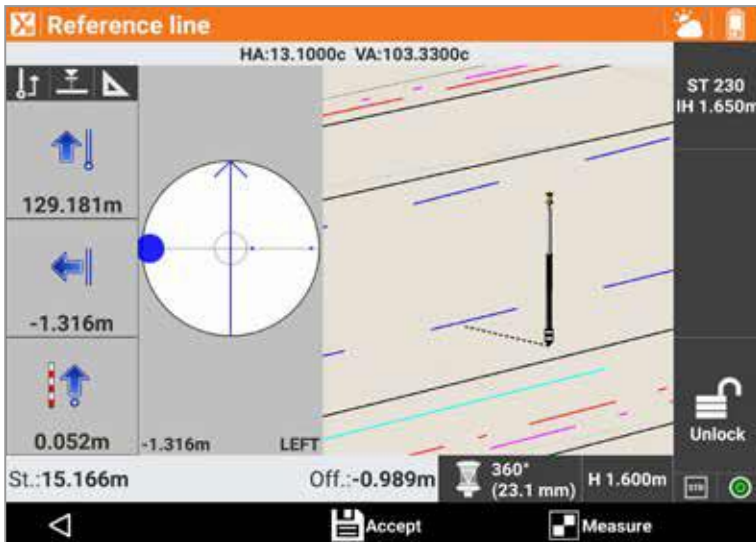 Reference line
HA:13.1000c VA:103.3300c
ST 230
IH 1.650m
129.181m
-1.316m
0.052m
-1.316m LEFT
Unlock
St.:15.166m
Off.:-0.989m
360°
(23.1 mm)
H 1.600m
STD
Accept
Measure